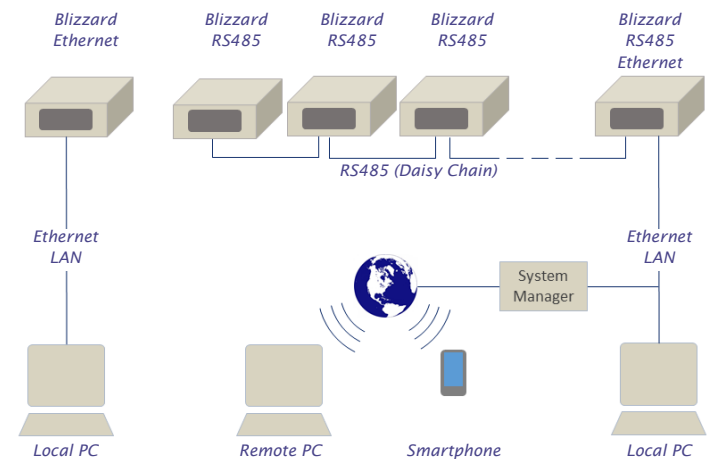 Blizzard
Ethernet
Blizzard
RS485
Blizzard
RS485
Blizzard
RS485
Blizzard
RS485
Ethernet
RS485 (Daisy Chain)
Ethernet
LAN
Ethernet
LAN
System
Manager
Local PC
Remote PC
Smartphone
Local PC